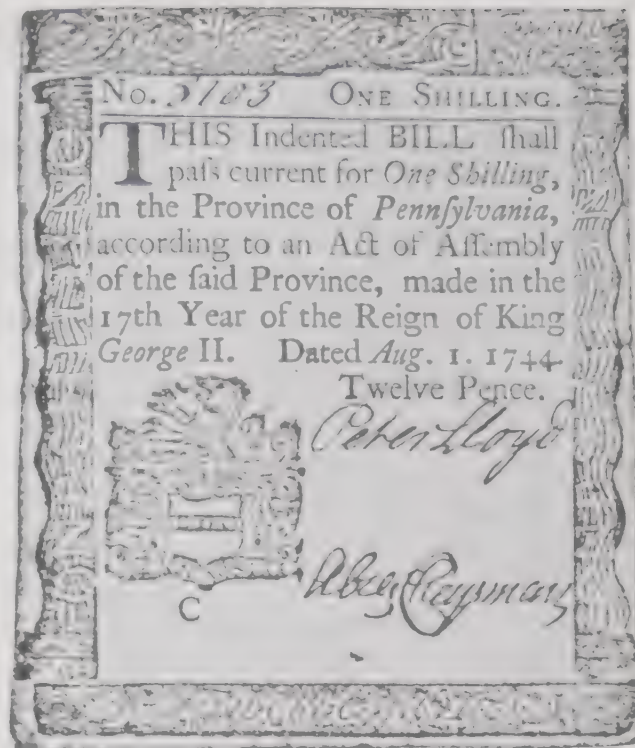 No. 5703 ONE SHILLING.
THIS Indented BILL ſhall
paſs current for One Shilling,
in the Province of Pennſylvania,
according to an Act of Aſſembly
of the ſaid Province, made in the
17th Year of the Reign of King
George II. Dated Aug. 1. 1744.
Twelve Pence.
Peter Lloyd
Chapman
C